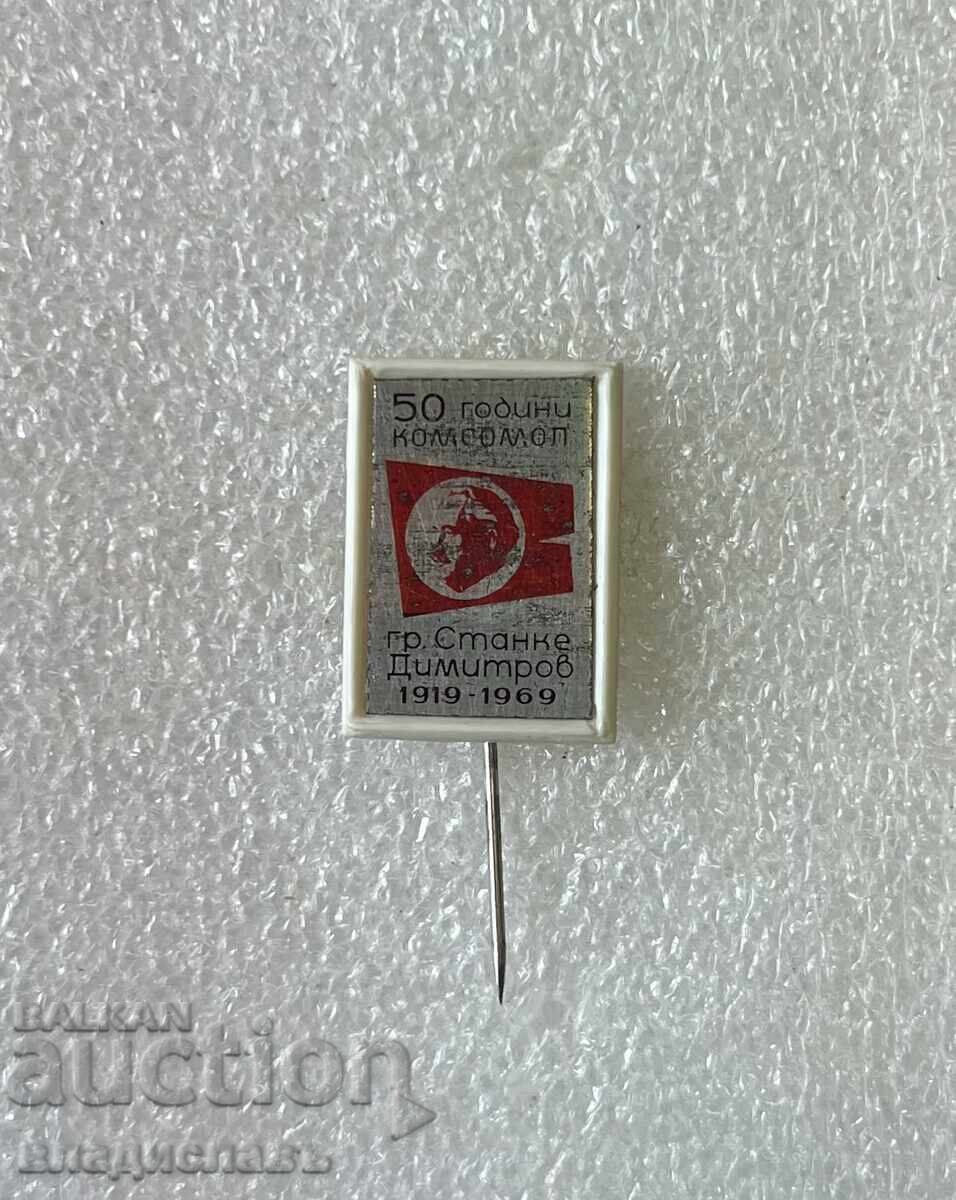 50 години
комсомол
гр. Станке
Димитров
1919 - 1969
BALKAN
auction
Владиславъ